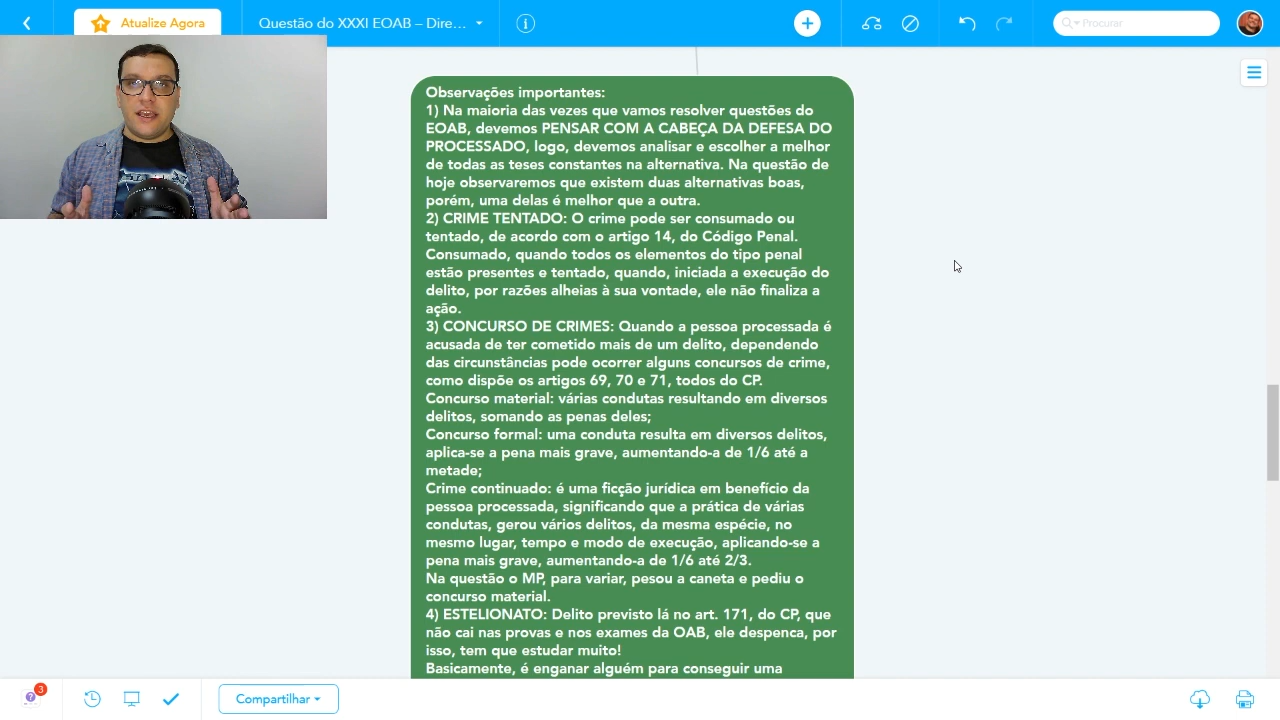 Atualize Agora
Questão do XXXI EOAB – Dire...
Procurar
Observações importantes:
1) Na maioria das vezes que vamos resolver questões do
EOAB, devemos PENSAR COM A CABEÇA DA DEFESA DO
PROCESSADO, logo, devemos analisar e escolher a melhor
de todas as teses constantes na alternativa. Na questão de
hoje observaremos que existem duas alternativas boas,
porém, uma delas é melhor que a outra.
2) CRIME TENTADO: O crime pode ser consumado ou
tentado, de acordo com o artigo 14, do Código Penal.
Consumado, quando todos os elementos do tipo penal
estão presentes e tentado, quando, iniciada a execução do
delito, por razões alheias à sua vontade, ele não finaliza a
ação.
3) CONCURSO DE CRIMES: Quando a pessoa processada é
acusada de ter cometido mais de um delito, dependendo
das circunstâncias pode ocorrer alguns concursos de crime,
como dispõe os artigos 69, 70 e 71, todos do CP.
Concurso material: várias condutas resultando em diversos
delitos, somando as penas deles;
Concurso formal: uma conduta resulta em diversos delitos,
aplica-se a pena mais grave, aumentando-a de 1/6 até a
metade;
Crime continuado: é uma ficção jurídica em benefício da
pessoa processada, significando que a prática de várias
condutas, gerou vários delitos, da mesma espécie, no
mesmo lugar, tempo e modo de execução, aplicando-se a
pena mais grave, aumentando-a de 1/6 até 2/3.
Na questão o MP, para variar, pesou a caneta e pediu o
concurso material.
4) ESTELIONATO: Delito previsto lá no art. 171, do CP, que
não cai nas provas e nos exames da OAB, ele despenca, por
isso, tem que estudar muito!
Basicamente, é enganar alguém para conseguir uma
3
Compartilhar